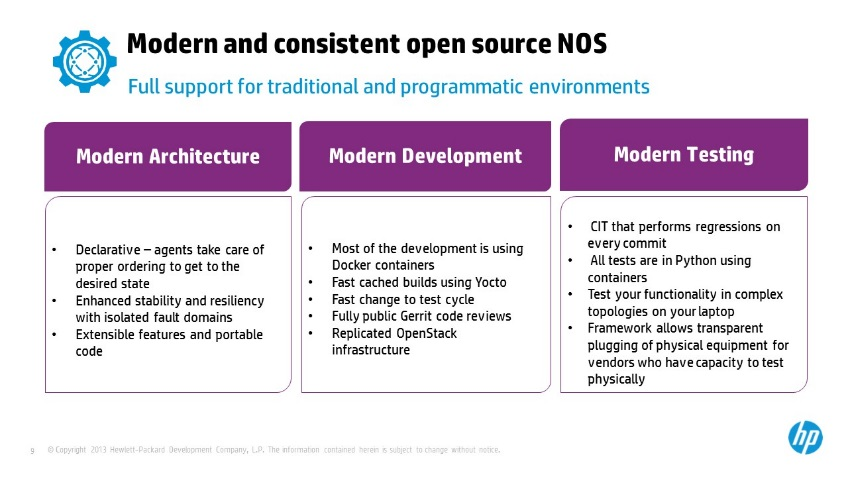 Modern and consistent open source NOS
Full support for traditional and programmatic environments
Modern Architecture
• Declarative – agents take care of
proper ordering to get to the
desired state
• Enhanced stability and resiliency
with isolated fault domains
• Extensible features and portable
code
Modern Development
• Most of the development is using
Docker containers
• Fast cached builds using Yocto
• Fast change to test cycle
• Fully public Gerrit code reviews
• Replicated OpenStack
infrastructure
Modern Testing
• CIT that performs regressions on
every commit
• All tests are in Python using
containers
• Test your functionality in complex
topologies on your laptop
• Framework allows transparent
plugging of physical equipment for
vendors who have capacity to test
physically
9 © Copyright 2013 Hewlett-Packard Development Company, L.P. The information contained herein is subject to change without notice.
hp